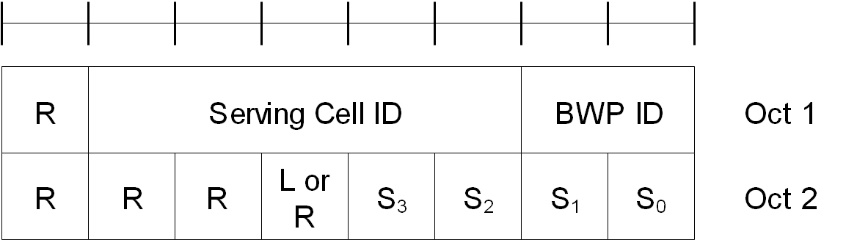 R Serving Cell ID BWP ID Oct 1
R R R L or R S₃ S₂ S₁ S₀ Oct 2